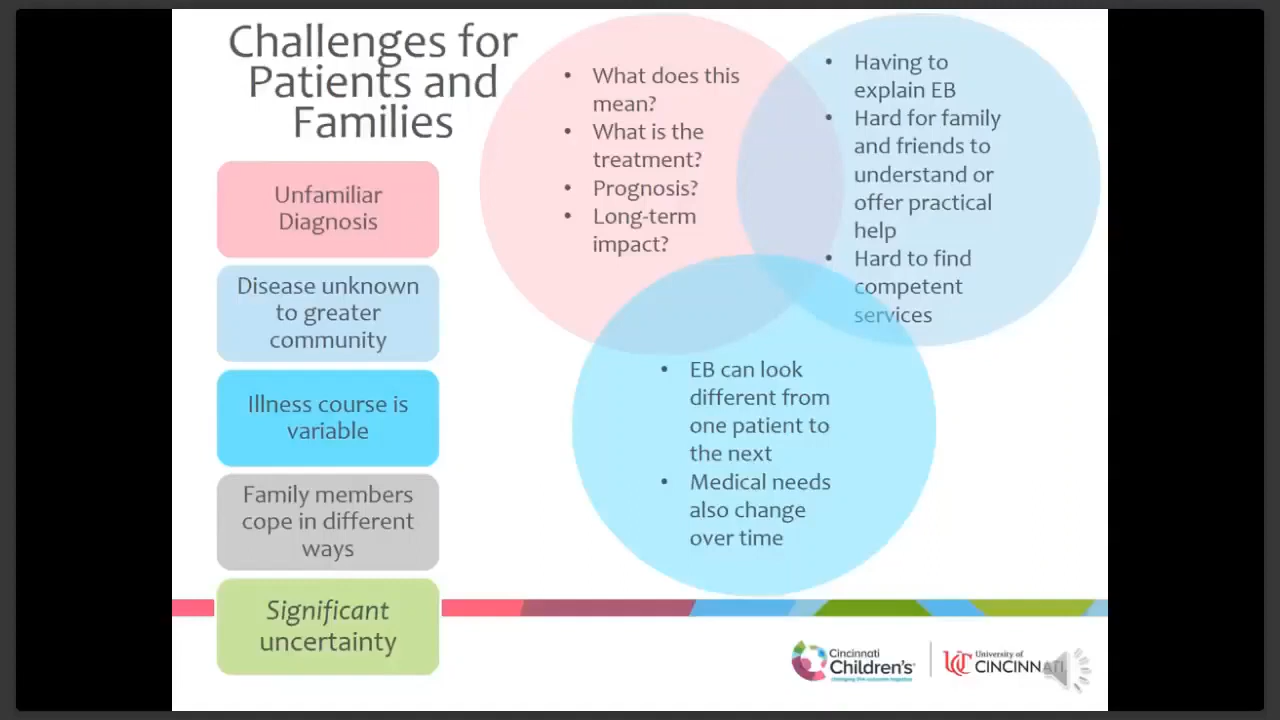 Challenges for
Patients and
Families
Unfamiliar
Diagnosis
Disease unknown
to greater
community
Illness course is
variable
Family members
cope in different
ways
Significant
uncertainty
• What does this
mean?
• What is the
treatment?
• Prognosis?
• Long-term
impact?
• Having to
explain EB
• Hard for family
and friends to
understand or
offer practical
help
• Hard to find
competent
services
• EB can look
different from
one patient to
the next
• Medical needs
also change
over time
Cincinnati
Children's
University of
CINCINNATI